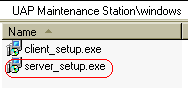 UAP Maintenance Station\windows
Name
client_setup.exe
server_setup.exe